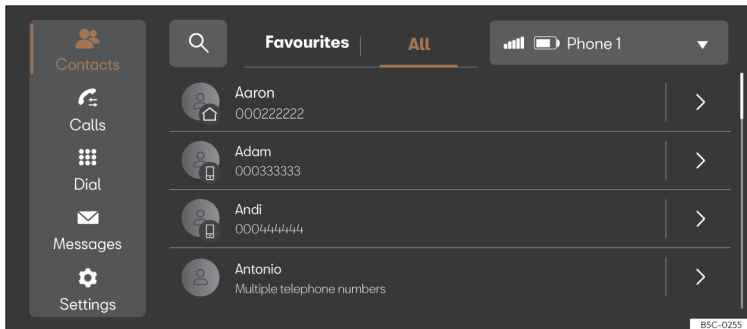 Contacts
Calls
Dial
Messages
Settings
Favourites
All
Phone 1
Aaron
000222222
Adam
000333333
Andi
000444444
Antonio
Multiple telephone numbers
B5C-0255